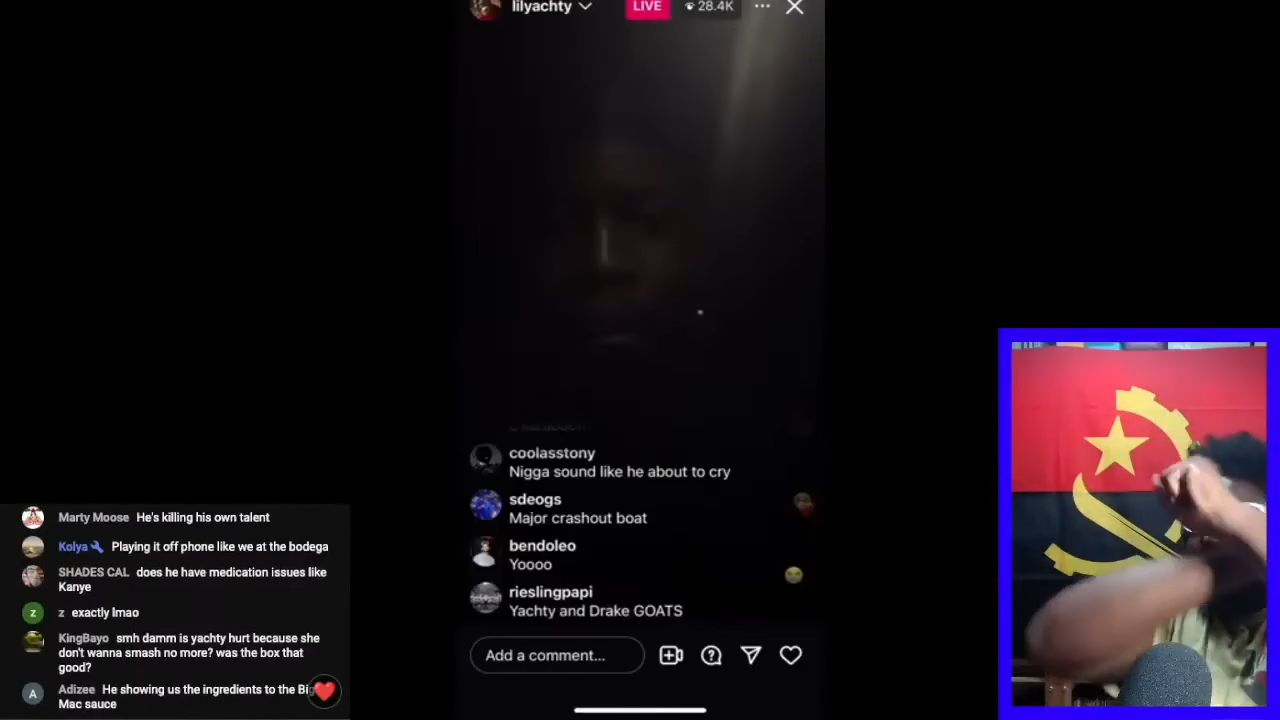 lilyachty
LIVE
28.4K
coolasstony
Nigga sound like he about to cry
sdeogs
Major crashout boat
bendoleo
Yoooo
rieslingpapi
Yachty and Drake GOATS
Add a comment...
Marty Moose He's killing his own talent
Kolya Playing it off phone like we at the bodega
SHADES CAL does he have medication issues like
Kanye
z z exactly lmao
KingBayo smh damm is yachty hurt because she
don't wanna smash no more? was the box that
good?
A Adizee He showing us the ingredients to the Big
Mac sauce